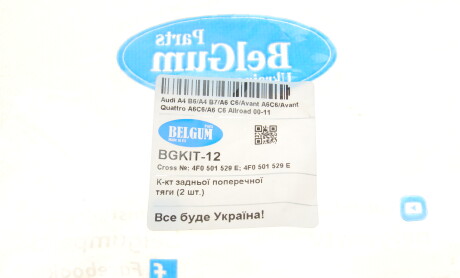 Parts
BelGum
Ukraine
Audi A4 B6/A4 B7/A6 C6/Avant A6C6/Avant
Quattro A6C6/A6 C6 Allroad 00-11
BELGUM
BGKIT-12
Cross №: 4F0 501 529 E; 4F0 501 529 E
К-кт задньої поперечної
тяги (2 шт.)
Все буде Україна!